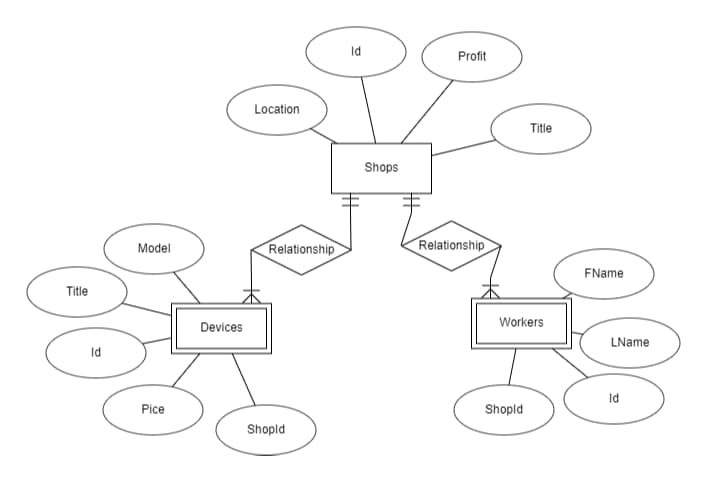 Id
Profit
Location
Title
Shops
Relationship
Relationship
Model
FName
Title
Devices
Workers
LName
Id
Id
Pice
ShopId
ShopId